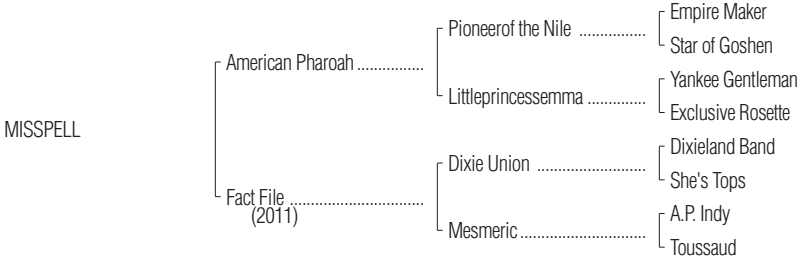 Empire Maker
Pioneerof the Nile ................
Star of Goshen
American Pharoah ................
Yankee Gentleman
Littleprincessemma ..............
Exclusive Rosette
MISSPELL
Dixieland Band
Dixie Union ..........................
She's Tops
Fact File ................................
(2011)
A.P. Indy
Mesmeric ..............................
Toussaud